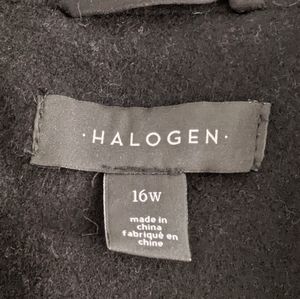 ·HALOGEN·
16W
made in
china
fabriqué en
chine